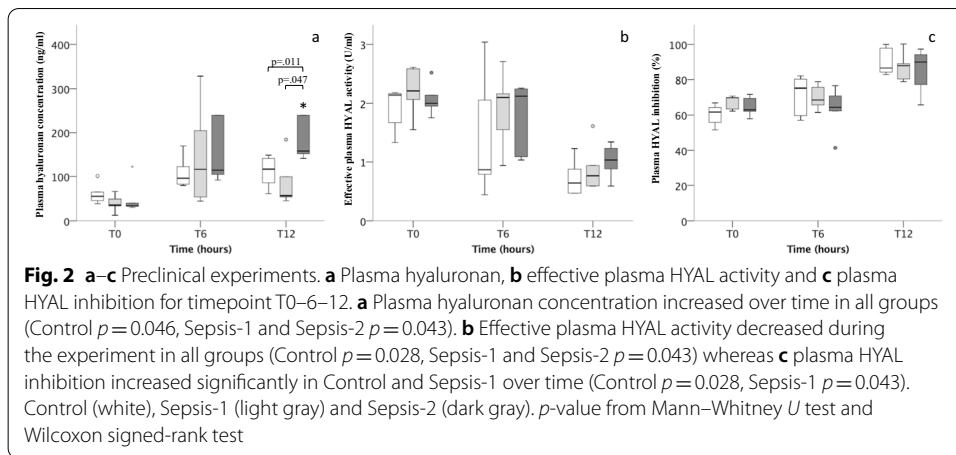 a
b
c
400
300
200
100
0
Plasma hyaluronan concentration (ng/ml)
p=.011
p=.047
*
T0
T6
T12
Time (hours)
3
2
1
0
Effective plasma HYAL activity (U/ml)
T0
T6
T12
Time (hours)
100
80
60
40
20
0
Plasma HYAL inhibition (%)
T0
T6
T12
Time (hours)
Fig. 2 a–c Preclinical experiments. a Plasma hyaluronan, b effective plasma HYAL activity and c plasma
HYAL inhibition for timepoint T0–6–12. a Plasma hyaluronan concentration increased over time in all groups
(Control p = 0.046, Sepsis-1 and Sepsis-2 p = 0.043). b Effective plasma HYAL activity decreased during
the experiment in all groups (Control p = 0.028, Sepsis-1 and Sepsis-2 p = 0.043) whereas c plasma HYAL
inhibition increased significantly in Control and Sepsis-1 over time (Control p = 0.028, Sepsis-1 p = 0.043).
Control (white), Sepsis-1 (light gray) and Sepsis-2 (dark gray). p-value from Mann–Whitney U test and
Wilcoxon signed-rank test